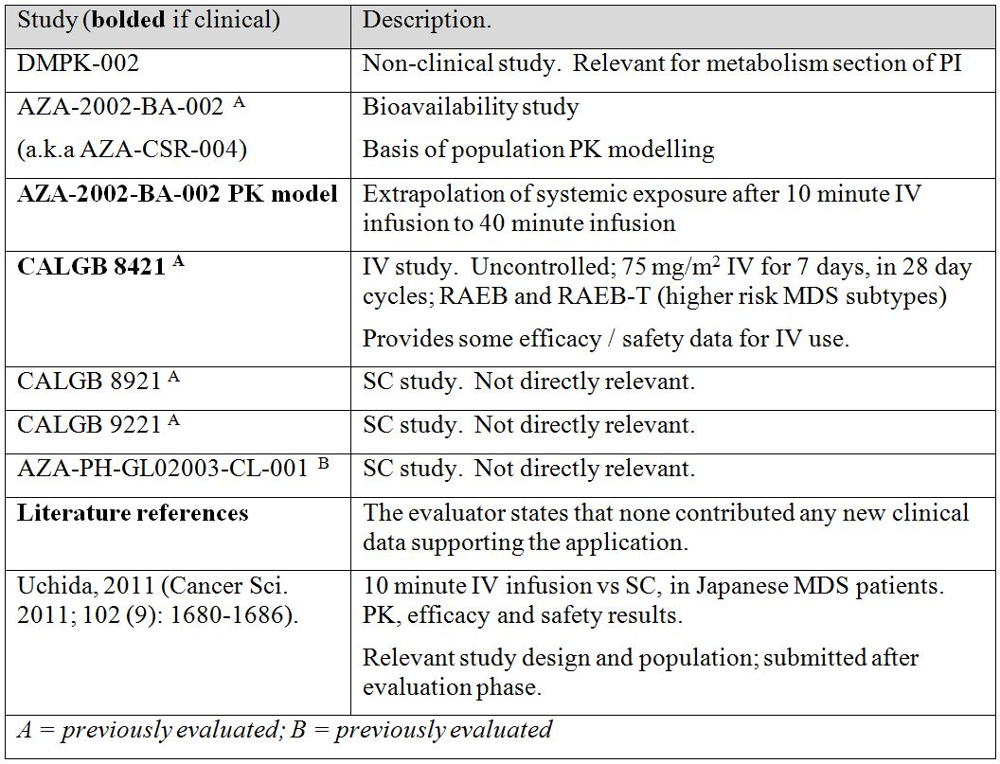 Study (bolded if clinical) Description.
DMPK-002 Non-clinical study. Relevant for metabolism section of PI
AZA-2002-BA-002 A Bioavailability study
(a.k.a AZA-CSR-004) Basis of population PK modelling
AZA-2002-BA-002 PK model Extrapolation of systemic exposure after 10 minute IV
infusion to 40 minute infusion
CALGB 8421 A IV study. Uncontrolled; 75 mg/m2 IV for 7 days, in 28 day
cycles; RAEB and RAEB-T (higher risk MDS subtypes)
Provides some efficacy / safety data for IV use.
CALGB 8921 A SC study. Not directly relevant.
CALGB 9221 A SC study. Not directly relevant.
AZA-PH-GL02003-CL-001 B SC study. Not directly relevant.
Literature references The evaluator states that none contributed any new clinical
data supporting the application.
Uchida, 2011 (Cancer Sci. 10 minute IV infusion vs SC, in Japanese MDS patients.
2011; 102 (9): 1680-1686). PK, efficacy and safety results.
Relevant study design and population; submitted after
evaluation phase.
A = previously evaluated; B = previously evaluated